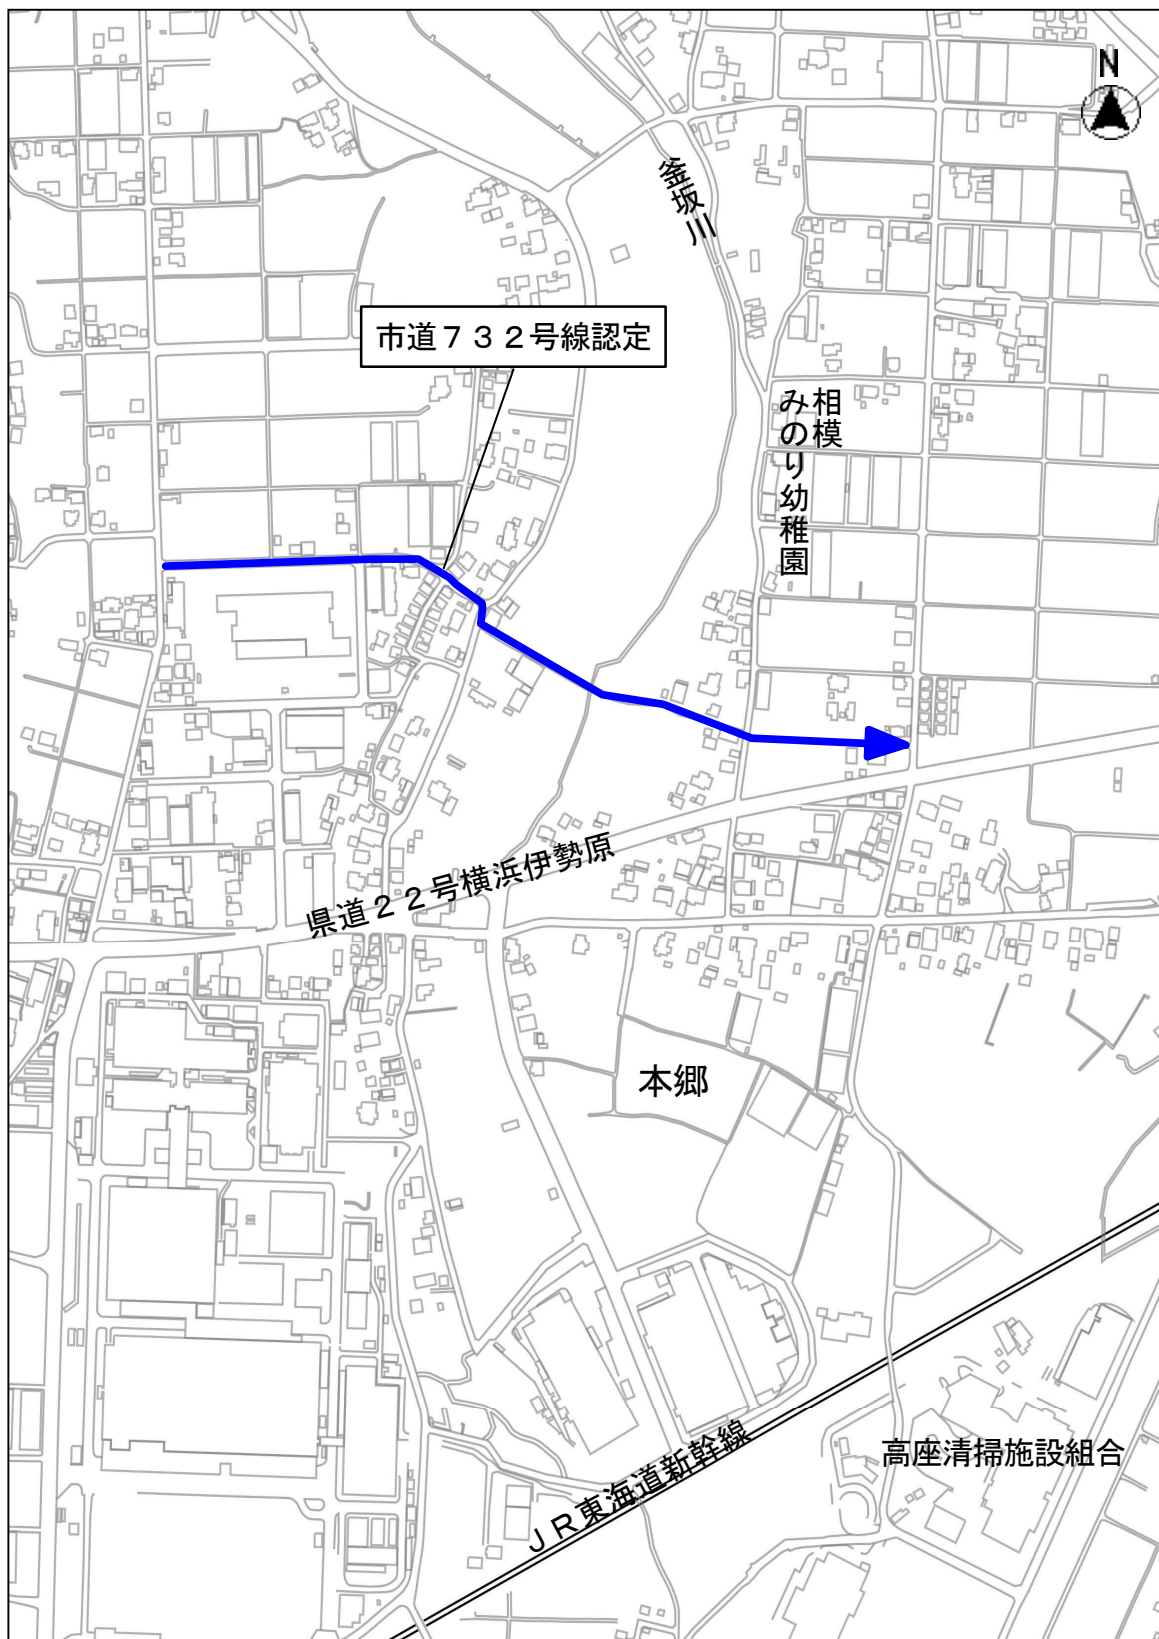 N
釜坂川
市道７３２号線認定
相模
みのり幼稚園
県道２２号横浜伊勢原
本郷
高座清掃施設組合
ＪＲ東海道新幹線